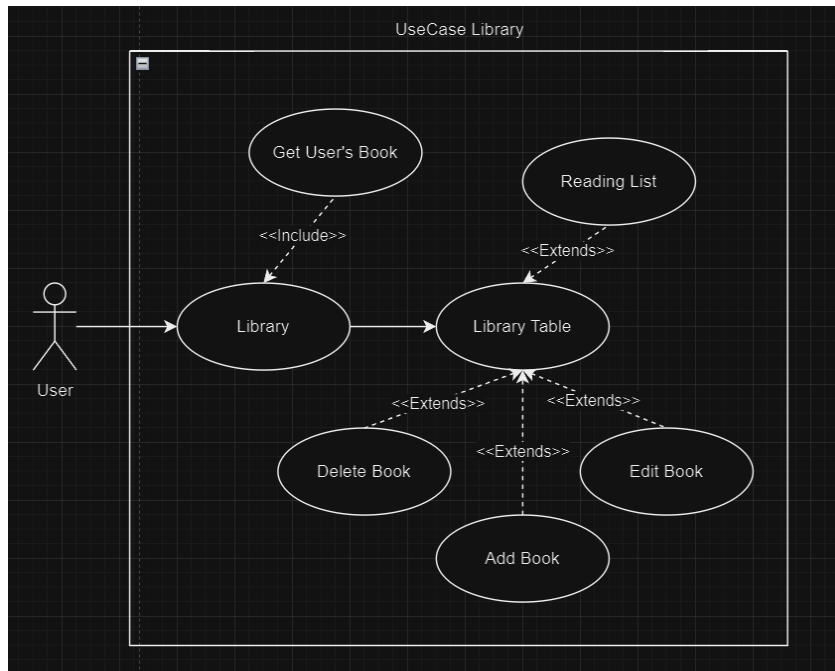 UseCase Library
Get User's Book
Reading List
<<Include>>
<<Extends>>
Library
Library Table
User
<<Extends>>
<<Extends>>
<<Extends>>
Delete Book
Edit Book
Add Book